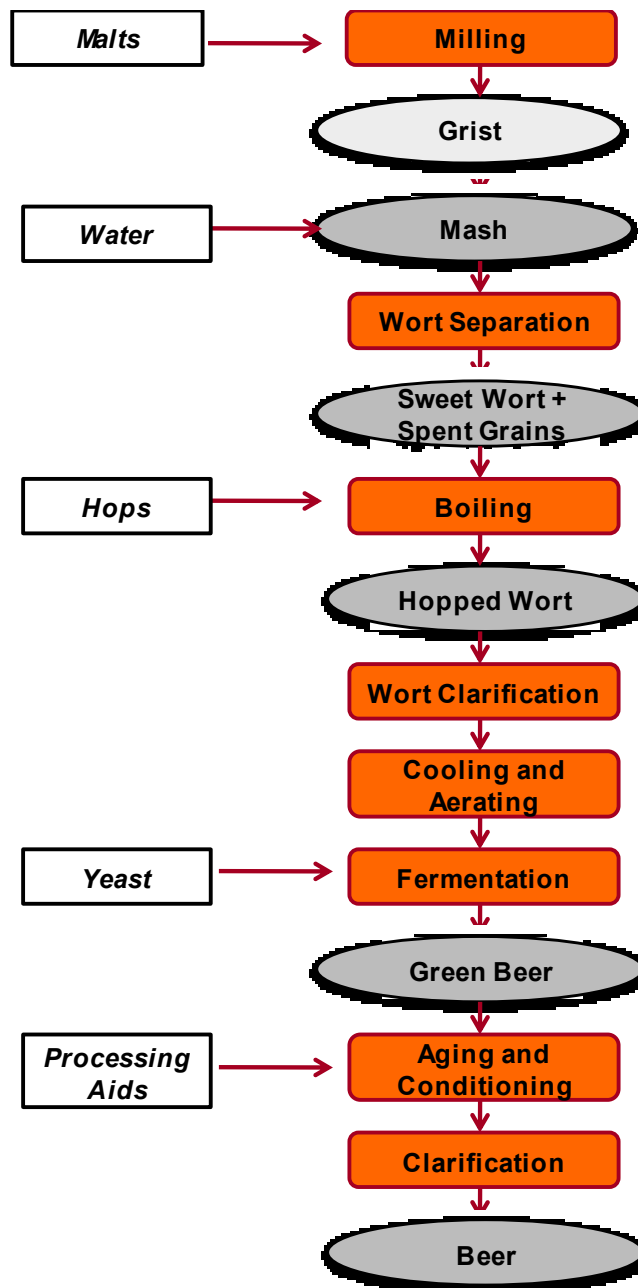 Malts
Milling
Grist
Water
Mash
Wort Separation
Sweet Wort +
Spent Grains
Hops
Boiling
Hopped Wort
Wort Clarification
Cooling and
Aerating
Yeast
Fermentation
Green Beer
Processing
Aids
Aging and
Conditioning
Clarification
Beer